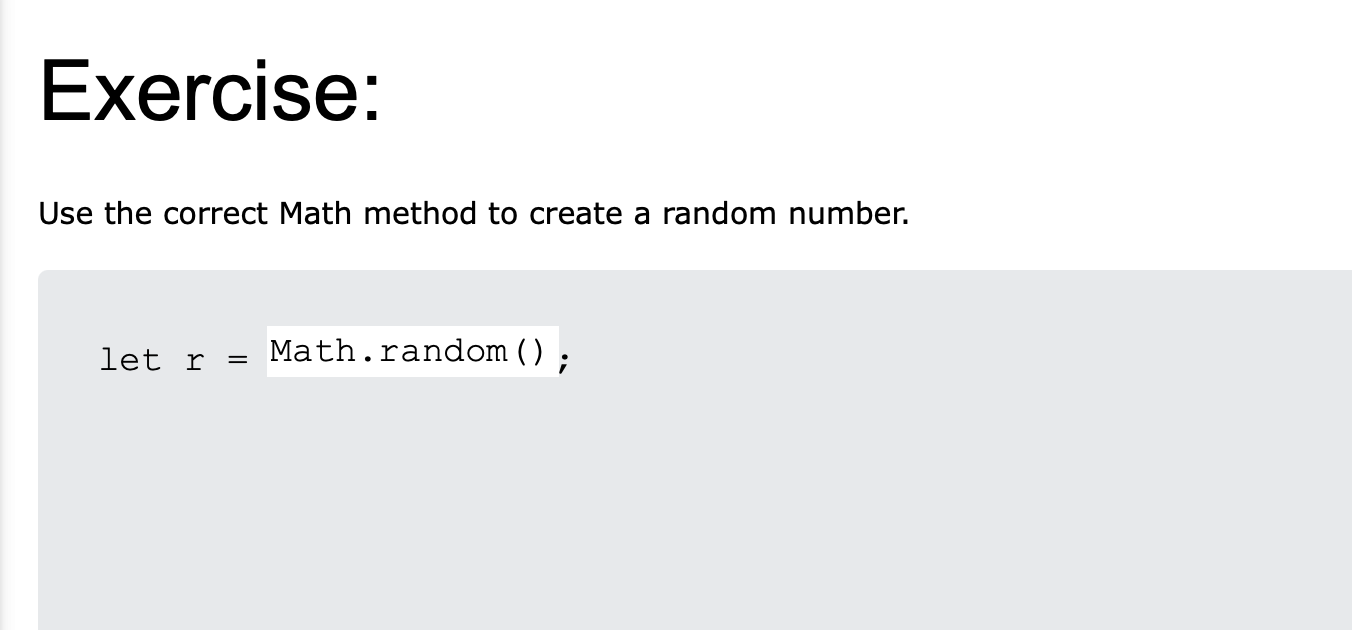 Exercise:
Use the correct Math method to create a random number.
let r = Math.random();